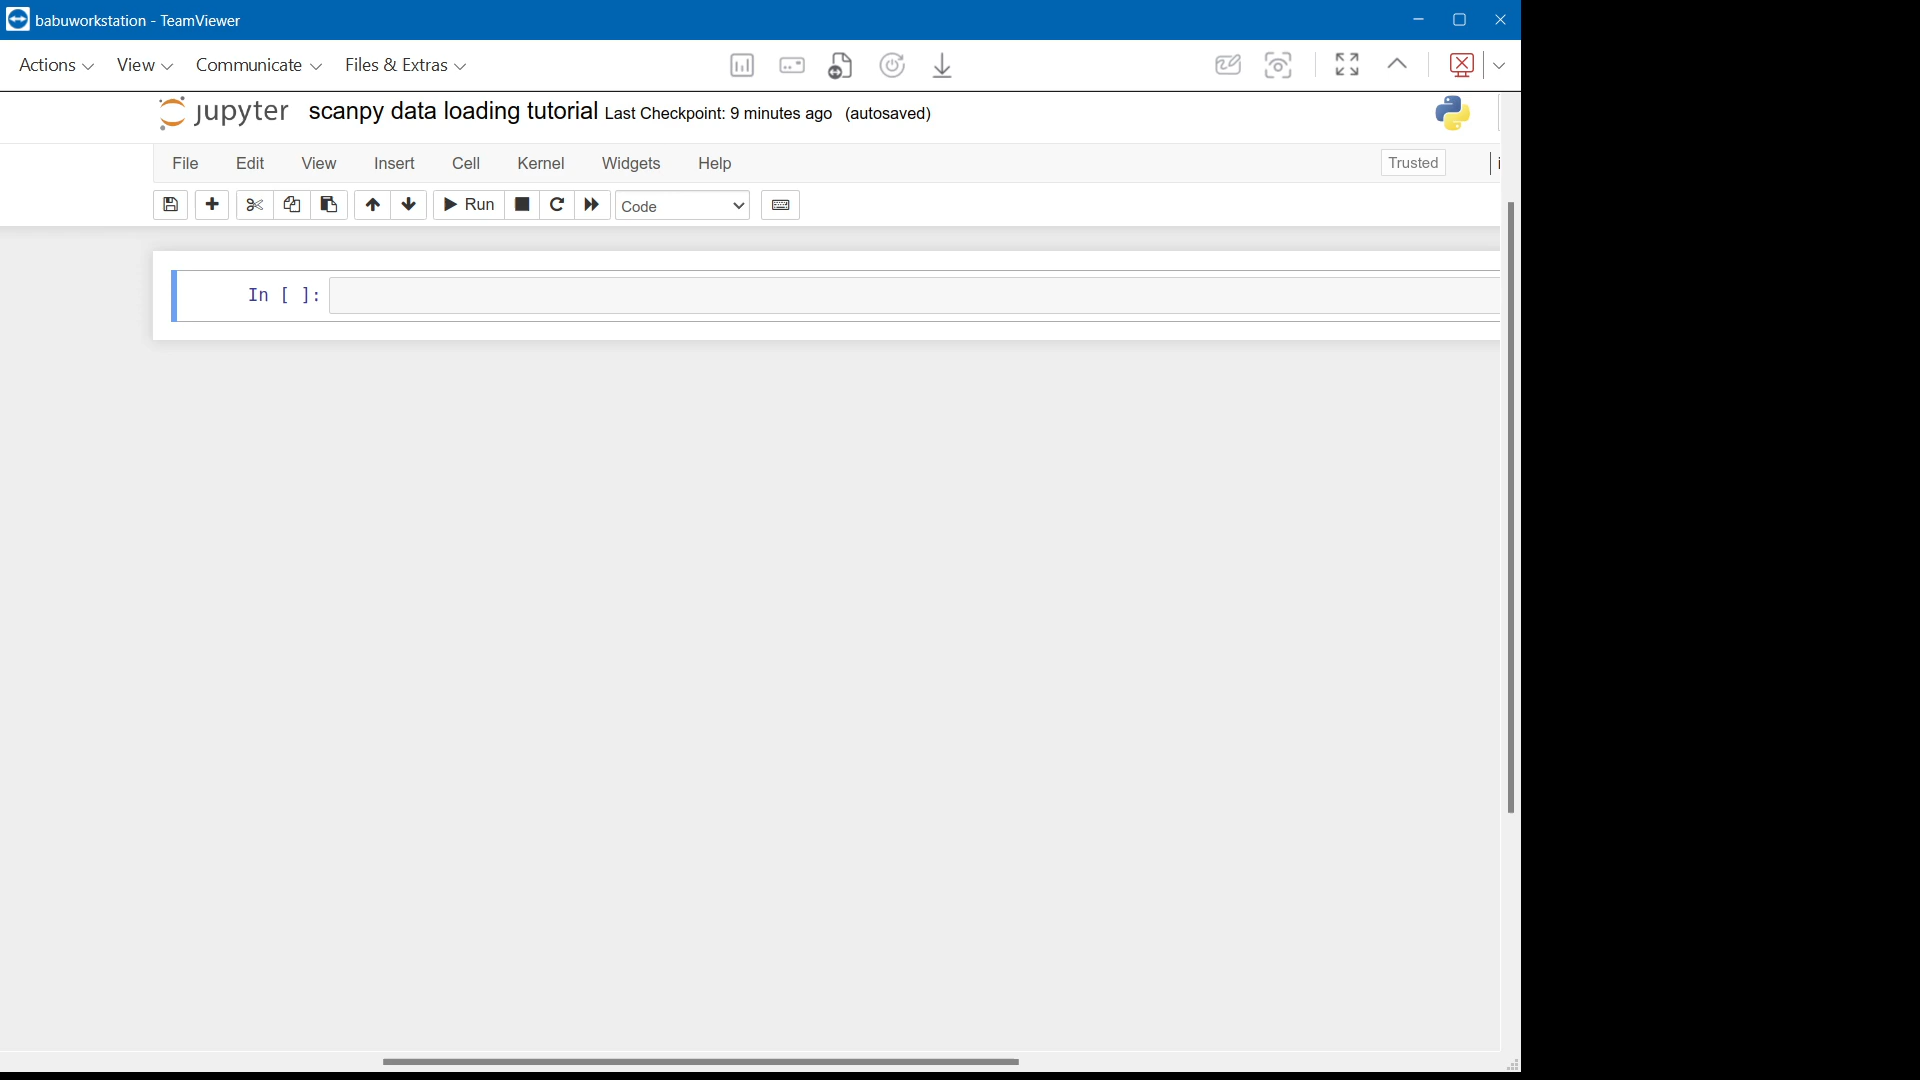 babuworkstation - TeamViewer
Actions View Communicate Files & Extras
jupyter scanpy data loading tutorial Last Checkpoint: 9 minutes ago (autosaved)
File Edit View Insert Cell Kernel Widgets Help Trusted
Run Code
In [ ]: